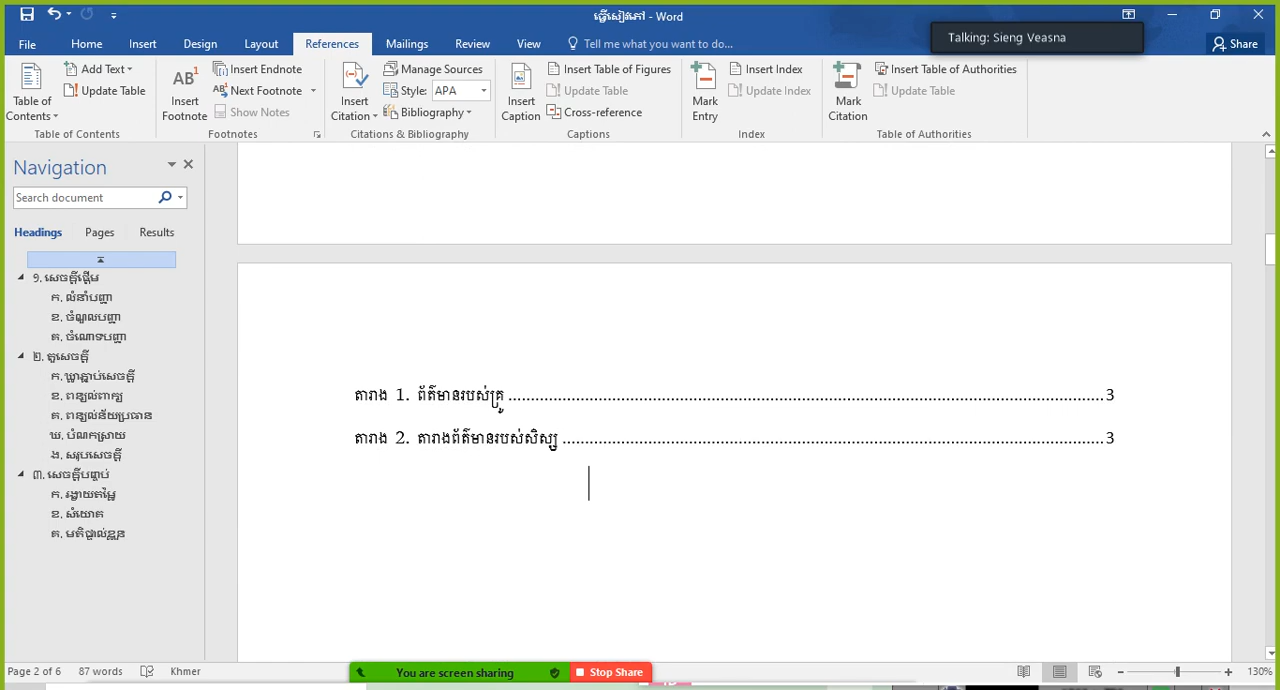 ធ្វើសៀវភៅ - Word
Talking: Sieng Veasna
File Home Insert Design Layout References Mailings Review View Tell me what you want to do... Share
Table of Contents
Add Text
Update Table
Table of Contents
AB1 Insert Footnote
Insert Endnote
AB1 Next Footnote
Show Notes
Footnotes
Insert Citation
Manage Sources
Style: APA
Bibliography
Citations & Bibliography
Insert Caption
Insert Table of Figures
Update Table
Cross-reference
Captions
Mark Entry
Insert Index
Update Index
Index
Mark Citation
Insert Table of Authorities
Update Table
Table of Authorities
Navigation
Search document
Headings Pages Results
១. សេចក្តីផ្តើម
ក. លំនាំបញ្ហា
ខ. ចំណូលបញ្ហា
គ. ចំណោទបញ្ហា
២. តួសេចក្តី
ក. ឃ្លាភ្ជាប់សេចក្តី
ខ. ពន្យល់ពាក្យ
គ. ពន្យល់ន័យប្រធាន
ឃ. បំណកស្រាយ
ង. សរុបសេចក្តី
៣. សេចក្តីបញ្ចប់
ក. វាយតម្លៃ
ខ. សំយោគ
គ. មតិផ្ទាល់ខ្លួន
តារាង 1. ព័ត៌មានរបស់គ្រូ ........ 3
តារាង 2. តារាងព័ត៌មានរបស់សិស្ស ........ 3
Page 2 of 6 87 words Khmer
You are screen sharing Stop Share
130%